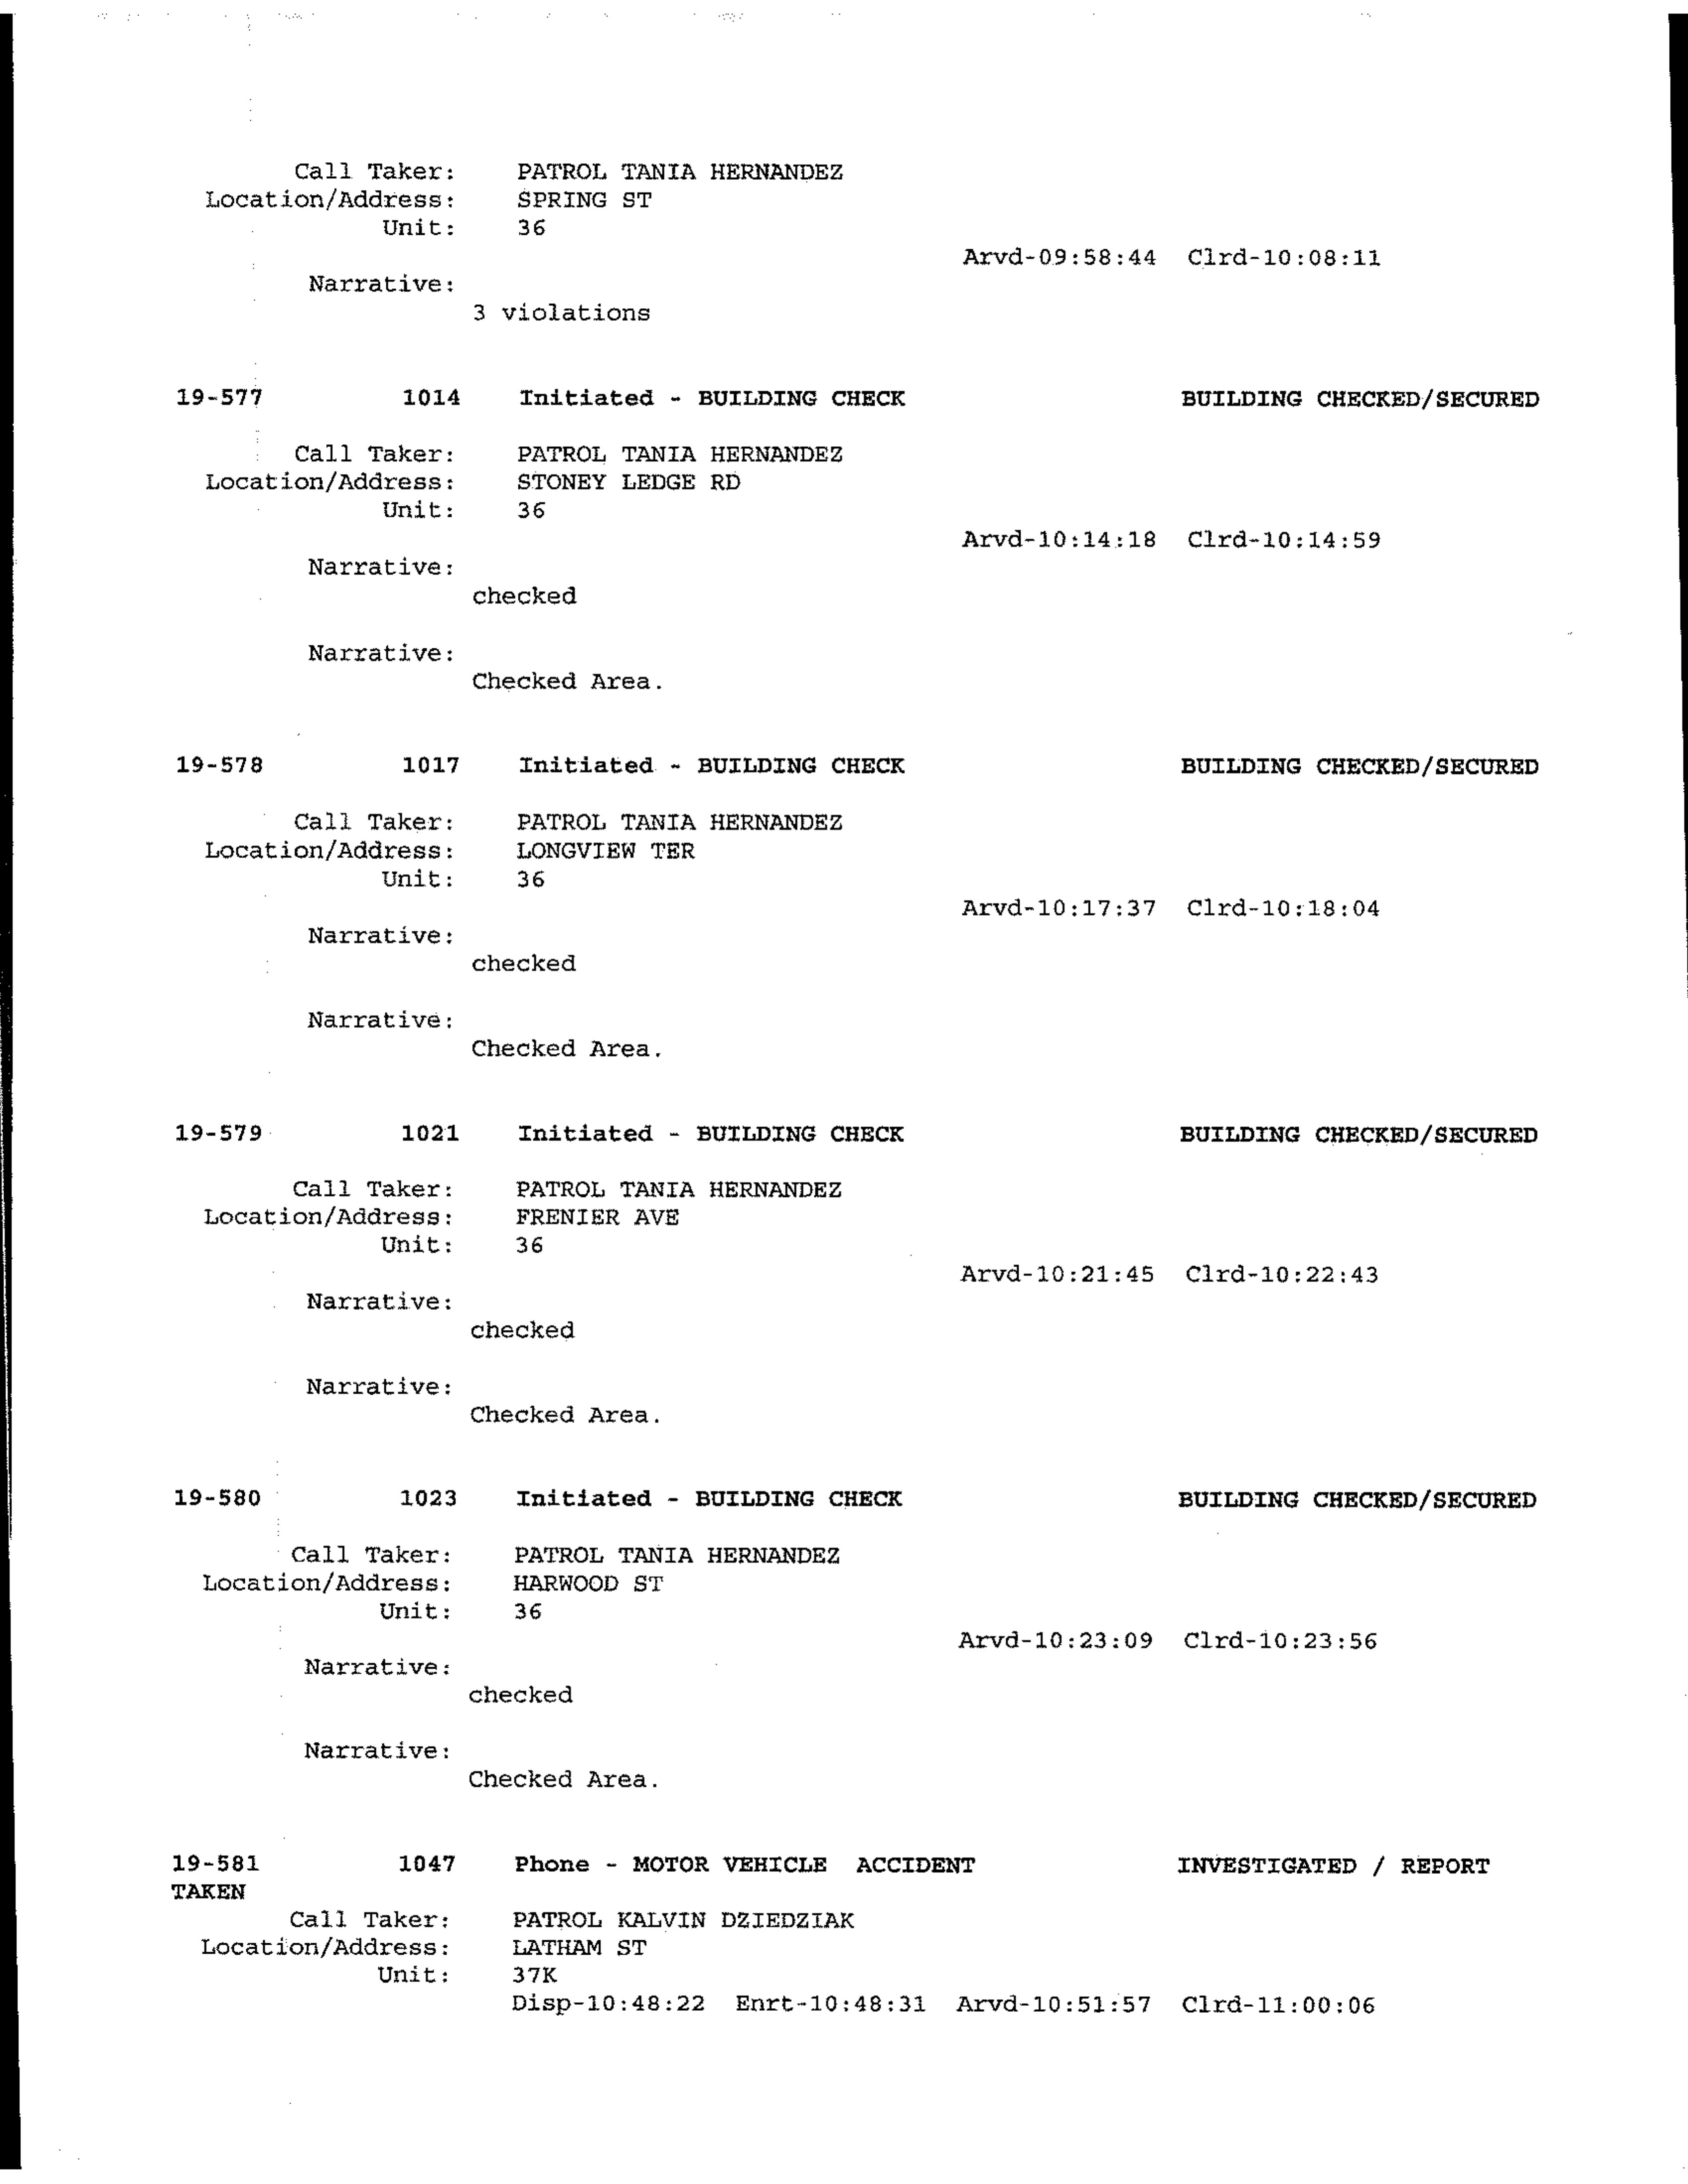 Call Taker: PATROL TANIA HERNANDEZ
Location/Address: SPRING ST
Unit: 36
Arvd-09:58:44 Clrd-10:08:11
Narrative:
3 violations
19-577 1014 Initiated - BUILDING CHECK BUILDING CHECKED/SECURED
Call Taker: PATROL TANIA HERNANDEZ
Location/Address: STONEY LEDGE RD
Unit: 36
Arvd-10:14:18 Clrd-10:14:59
Narrative:
checked
Narrative:
Checked Area.
19-578 1017 Initiated - BUILDING CHECK BUILDING CHECKED/SECURED
Call Taker: PATROL TANIA HERNANDEZ
Location/Address: LONGVIEW TER
Unit: 36
Arvd-10:17:37 Clrd-10:18:04
Narrative:
checked
Narrative:
Checked Area.
19-579 1021 Initiated - BUILDING CHECK BUILDING CHECKED/SECURED
Call Taker: PATROL TANIA HERNANDEZ
Location/Address: FRENIER AVE
Unit: 36
Arvd-10:21:45 Clrd-10:22:43
Narrative:
checked
Narrative:
Checked Area.
19-580 1023 Initiated - BUILDING CHECK BUILDING CHECKED/SECURED
Call Taker: PATROL TANIA HERNANDEZ
Location/Address: HARWOOD ST
Unit: 36
Arvd-10:23:09 Clrd-10:23:56
Narrative:
checked
Narrative:
Checked Area.
19-581 1047 Phone - MOTOR VEHICLE ACCIDENT INVESTIGATED / REPORT
TAKEN
Call Taker: PATROL KALVIN DZIEDZIAK
Location/Address: LATHAM ST
Unit: 37K
Disp-10:48:22 Enrt-10:48:31 Arvd-10:51:57 Clrd-11:00:06